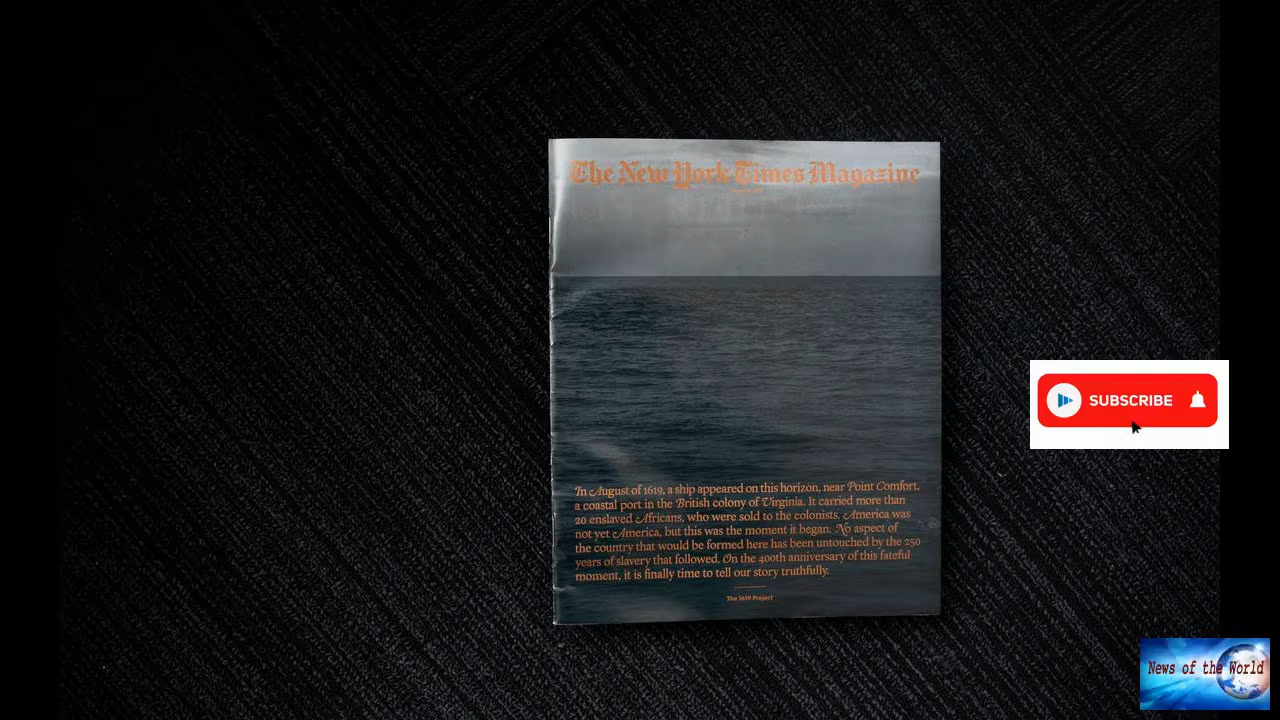 The New York Times Magazine
In August of 1619, a ship appeared on this horizon, near Point Comfort,
a coastal port in the British colony of Virginia. It carried more than
20 enslaved Africans, who were sold to the colonists. America was
not yet America, but this was the moment it began. No aspect of
the country that would be formed here has been untouched by the 250
years of slavery that followed. On the 400th anniversary of this fateful
moment, it is finally time to tell our story truthfully.
The 1619 Project
SUBSCRIBE
News of the World